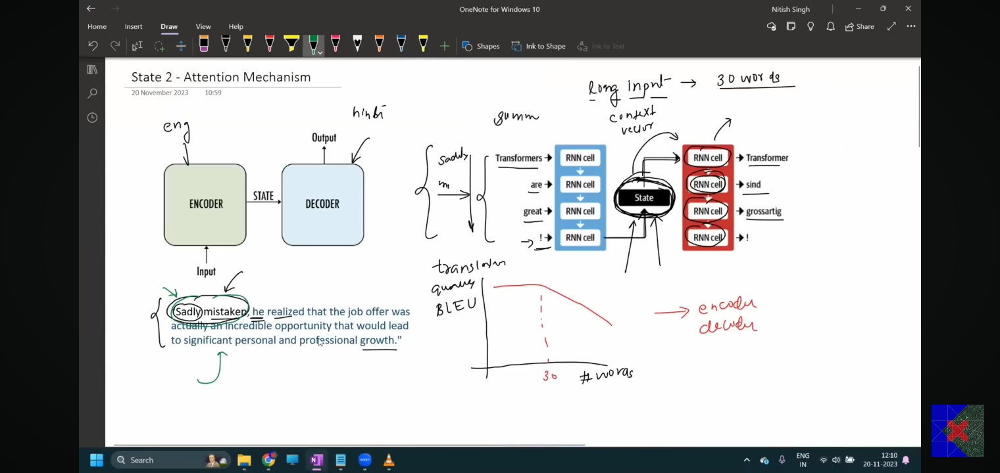 OneNote for Windows 10
Nitish Singh
Home Insert Draw View Help
Share
Shapes Ink to Shape Ink to Text
State 2 - Attention Mechanism
20 November 2023 10:59
Long input → 30 words
eng
hindi
summ
context
vector
Output
ENCODER
STATE
DECODER
Input
sadly
Transformers RNN cell
are RNN cell
great RNN cell
! RNN cell
State
RNN cell Transformer
RNN cell sind
RNN cell grossartig
RNN cell !
Sadly mistaken, he realized that the job offer was
actually an incredible opportunity that would lead
to significant personal and professional growth."
BLEU
30
# words
→ encoder
decoder
Search
ENG
IN
12:10
20-11-2023